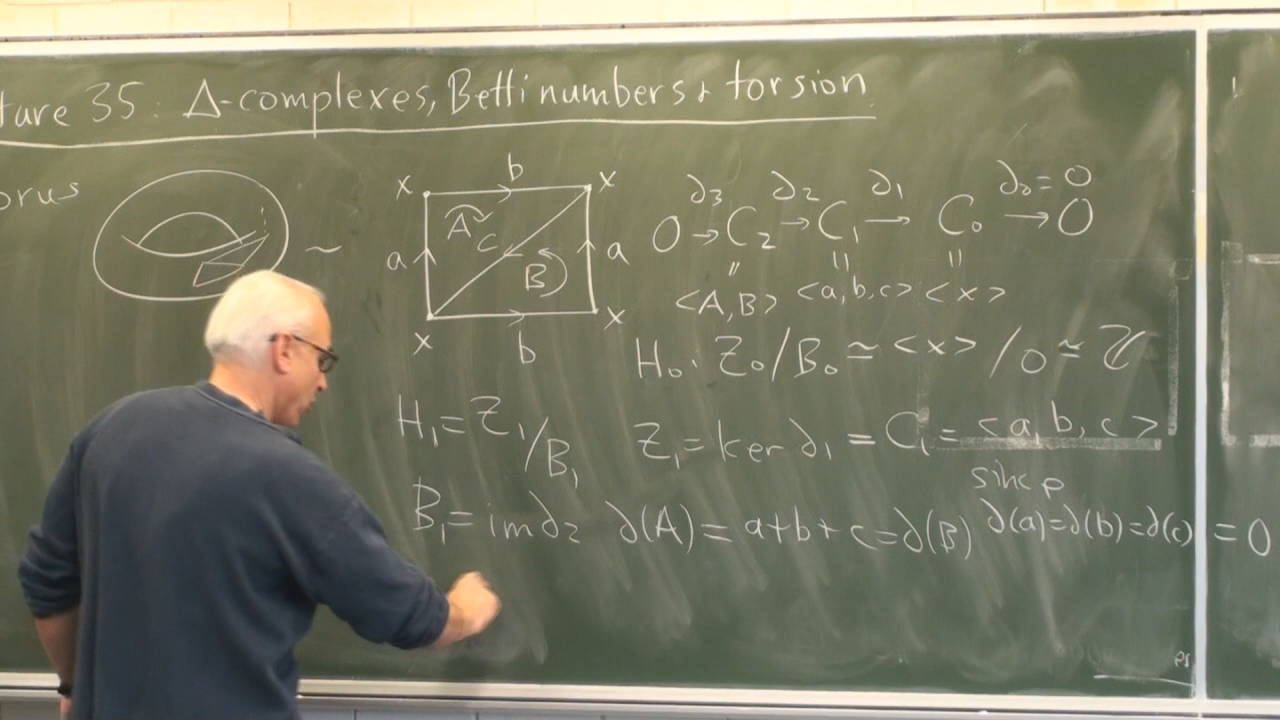 ture 35: Δ-complexes, Betti numbers + torsion
orus
~
x b x
a A C B a
x b x
0 →∂₃ C₂ →∂₂ C₁ →∂₁ C₀ →∂₀=0 0
" || ||
<A,B> <a,b,c> <x>
H₀: Z₀/B₀ ≃ <x>/0 ≃ Z
H₁=Z₁/B₁ Z₁=ker∂₁ = C₁= <a,b,c>
since
B₁=im∂₂ ∂(A)=a+b+c=∂(B) ∂(a)=∂(b)=∂(c)=0